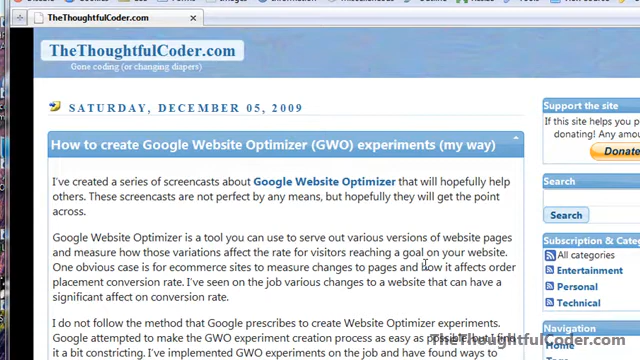 TheThoughtfulCoder.com
TheThoughtfulCoder.com
Gone coding (or changing diapers)
SATURDAY, DECEMBER 05, 2009
How to create Google Website Optimizer (GWO) experiments (my way)
I've created a series of screencasts about Google Website Optimizer that will hopefully help
others. These screencasts are not perfect by any means, but hopefully they will get the point
across.
Google Website Optimizer is a tool you can use to serve out various versions of website pages
and measure how those variations affect the rate for visitors reaching a goal on your website.
One obvious case is for ecommerce sites to measure changes to pages and how it affects order
placement conversion rate. I've seen on the job various changes to a website that can have a
significant affect on conversion rate.
I do not follow the method that Google prescribes to create Website Optimizer experiments.
Google attempted to make the GWO experiment creation process as easy as possible, but I find
it a bit constricting. I've implemented GWO experiments on the job and have found ways
Support the site
If this site helps you
donating! Any amou
Donate
Search
Search
Subscription & Categ
All categories
Entertainment
Personal
Technical
Navigation
Home
TheThoughtfulCoder.com